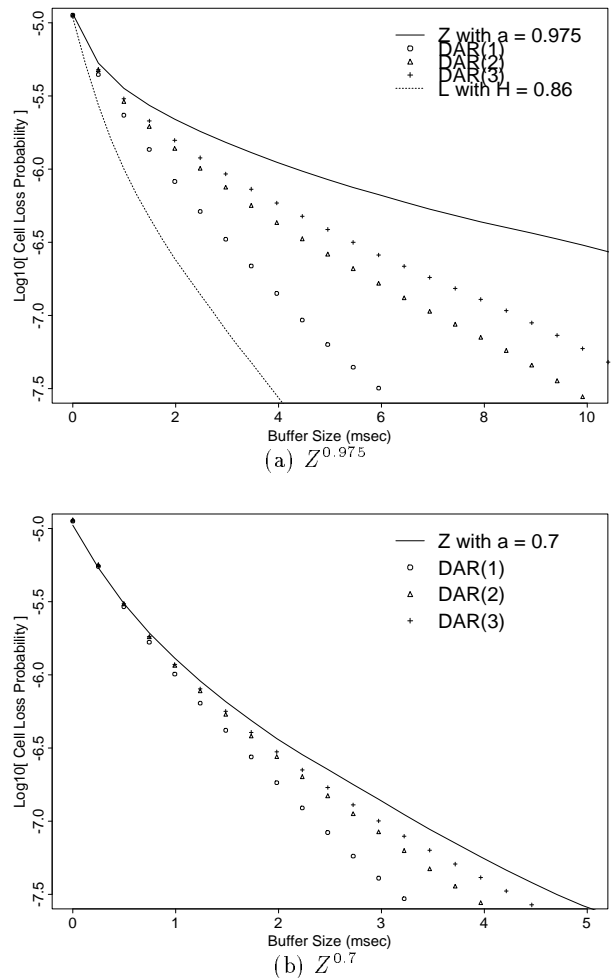 Z with a = 0.975
DAR(1)
DAR(2)
DAR(3)
L with H = 0.86
Log10[ Cell Loss Probability ]
-5.0
-5.5
-6.0
-6.5
-7.0
-7.5
0 2 4 6 8 10
Buffer Size (msec)
(a) Z^0.975
Z with a = 0.7
DAR(1)
DAR(2)
DAR(3)
Log10[ Cell Loss Probability ]
-5.0
-5.5
-6.0
-6.5
-7.0
-7.5
0 1 2 3 4 5
Buffer Size (msec)
(b) Z^0.7